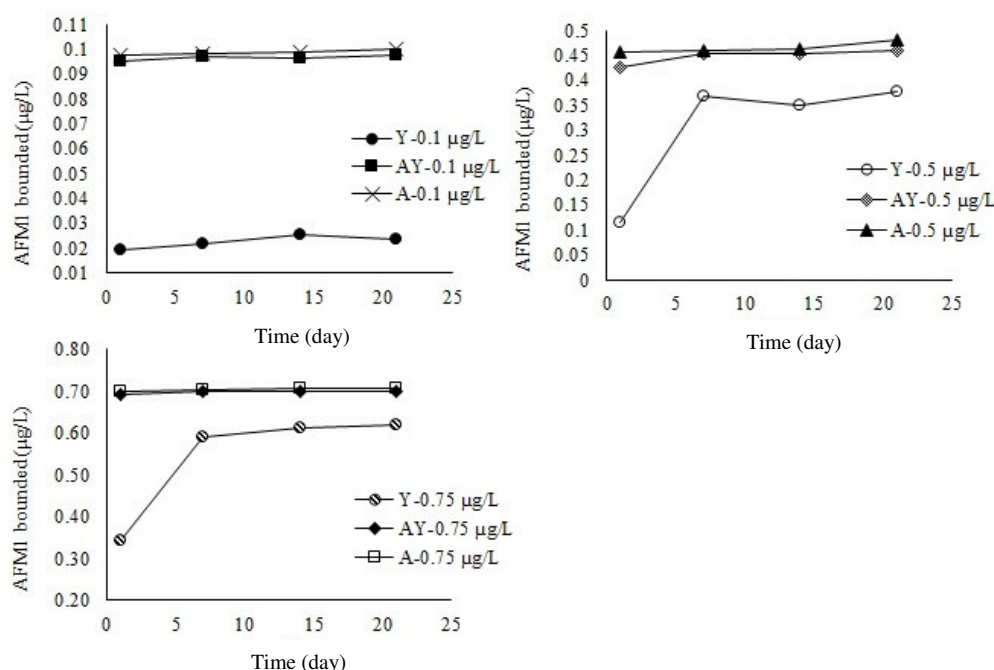 AFM1 bounded(µg/L)
0.11
0.1
0.09
0.08
0.07
0.06
0.05
0.04
0.03
0.02
0.01
Y-0.1 µg/L
AY-0.1 µg/L
A-0.1 µg/L
0 5 10 15 20 25
Time (day)
AFM1 bounded(µg/L)
0.5
0.45
0.4
0.35
0.3
0.25
0.2
0.15
0.1
0.05
0
Y-0.5 µg/L
AY-0.5 µg/L
A-0.5 µg/L
0 5 10 15 20 25
Time (day)
AFM1 bounded(µg/L)
0.80
0.70
0.60
0.50
0.40
0.30
0.20
Y-0.75 µg/L
AY-0.75 µg/L
A-0.75 µg/L
0 5 10 15 20 25
Time (day)